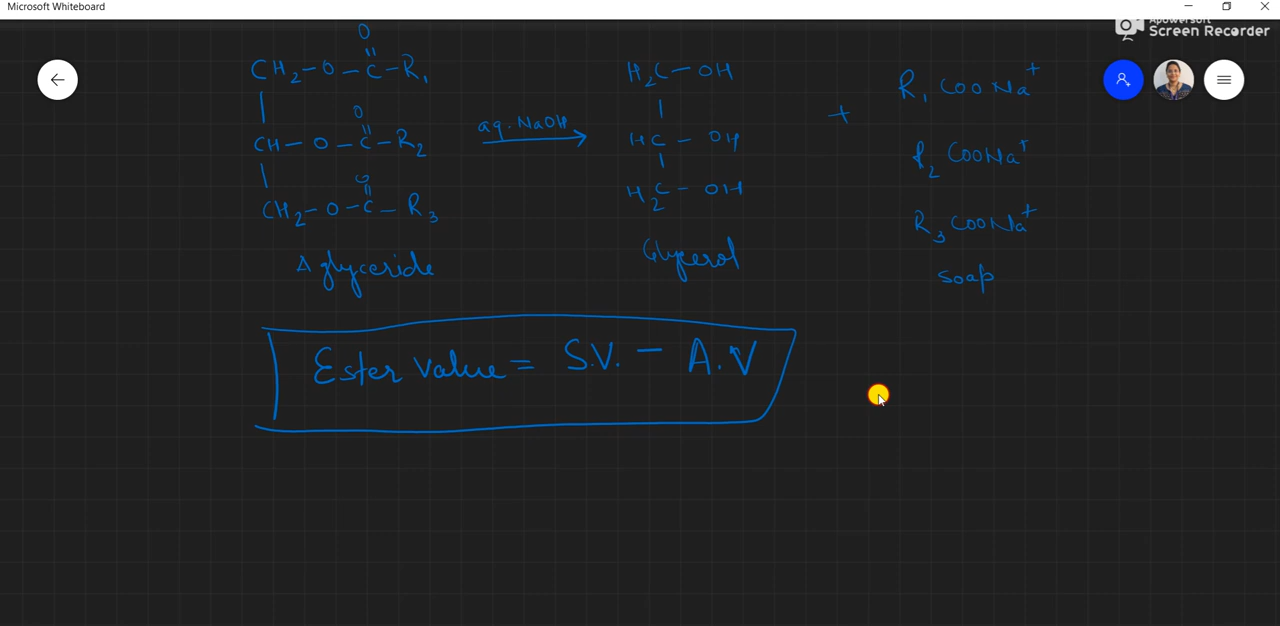 Microsoft Whiteboard
Apowersoft
Screen Recorder
O
||
CH2-O-C-R1
|
O
||
CH-O-C-R2
|
O
||
CH2-O-C-R3
A glyceride
aq. NaOH
H2C-OH
|
HC-OH
|
H2C-OH
Glycerol
+
R1COONa+
R2COONa+
R3COONa+
soap
Ester value = S.V. - A.V